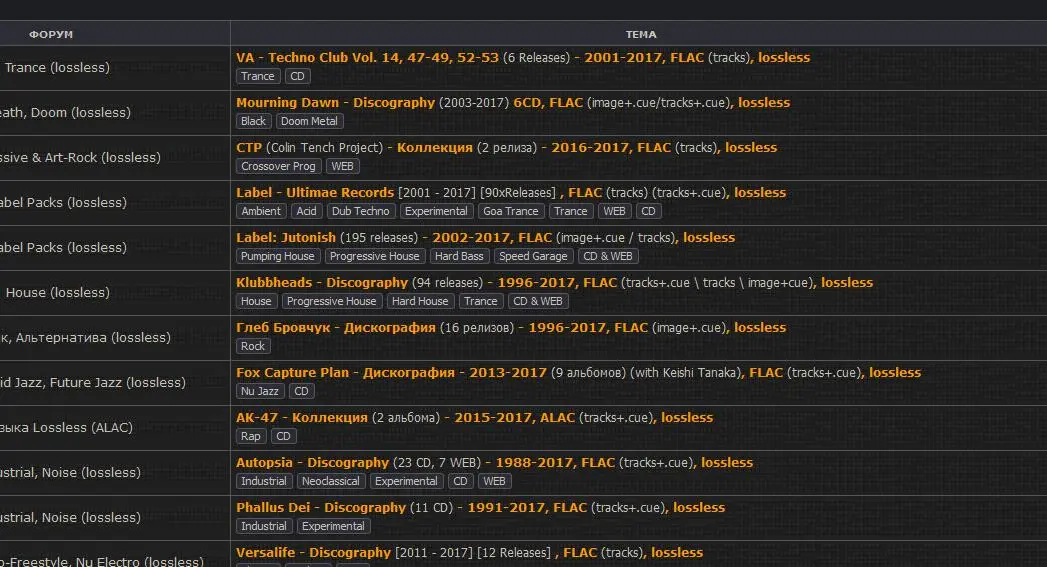 ФОРУМ ТЕМА
Trance (lossless) VA - Techno Club Vol. 14, 47-49, 52-53 (6 Releases) - 2001-2017, FLAC (tracks), lossless
Trance CD
eath, Doom (lossless) Mourning Dawn - Discography (2003-2017) 6CD, FLAC (image+.cue/tracks+.cue), lossless
Black Doom Metal
ssive & Art-Rock (lossless) CTP (Colin Tench Project) - Коллекция (2 релиза) - 2016-2017, FLAC (tracks), lossless
Crossover Prog WEB
abel Packs (lossless) Label - Ultimae Records [2001 - 2017] [90xReleases] , FLAC (tracks) (tracks+.cue), lossless
Ambient Acid Dub Techno Experimental Goa Trance Trance WEB CD
abel Packs (lossless) Label: Jutonish (195 releases) - 2002-2017, FLAC (image+.cue / tracks), lossless
Pumping House Progressive House Hard Bass Speed Garage CD & WEB
House (lossless) Klubbheads - Discography (94 releases) - 1996-2017, FLAC (tracks+.cue \ tracks \ image+cue), lossless
House Progressive House Hard House Trance CD & WEB
к, Альтернатива (lossless) Глеб Бровчук - Дискография (16 релизов) - 1996-2017, FLAC (image+.cue), lossless
Rock
id Jazz, Future Jazz (lossless) Fox Capture Plan - Дискография - 2013-2017 (9 альбомов) (with Keishi Tanaka), FLAC (tracks+.cue), lossless
Nu Jazz CD
зыка Lossless (ALAC) АК-47 - Коллекция (2 альбома) - 2015-2017, ALAC (tracks+.cue), lossless
Rap CD
ustrial, Noise (lossless) Autopsia - Discography (23 CD, 7 WEB) - 1988-2017, FLAC (tracks+.cue), lossless
Industrial Neoclassical Experimental CD WEB
ustrial, Noise (lossless) Phallus Dei - Discography (11 CD) - 1991-2017, FLAC (tracks+.cue), lossless
Industrial Experimental
o-Freestyle, Nu Electro (lossless) Versalife - Discography [2011 - 2017] [12 Releases] , FLAC (tracks), lossless